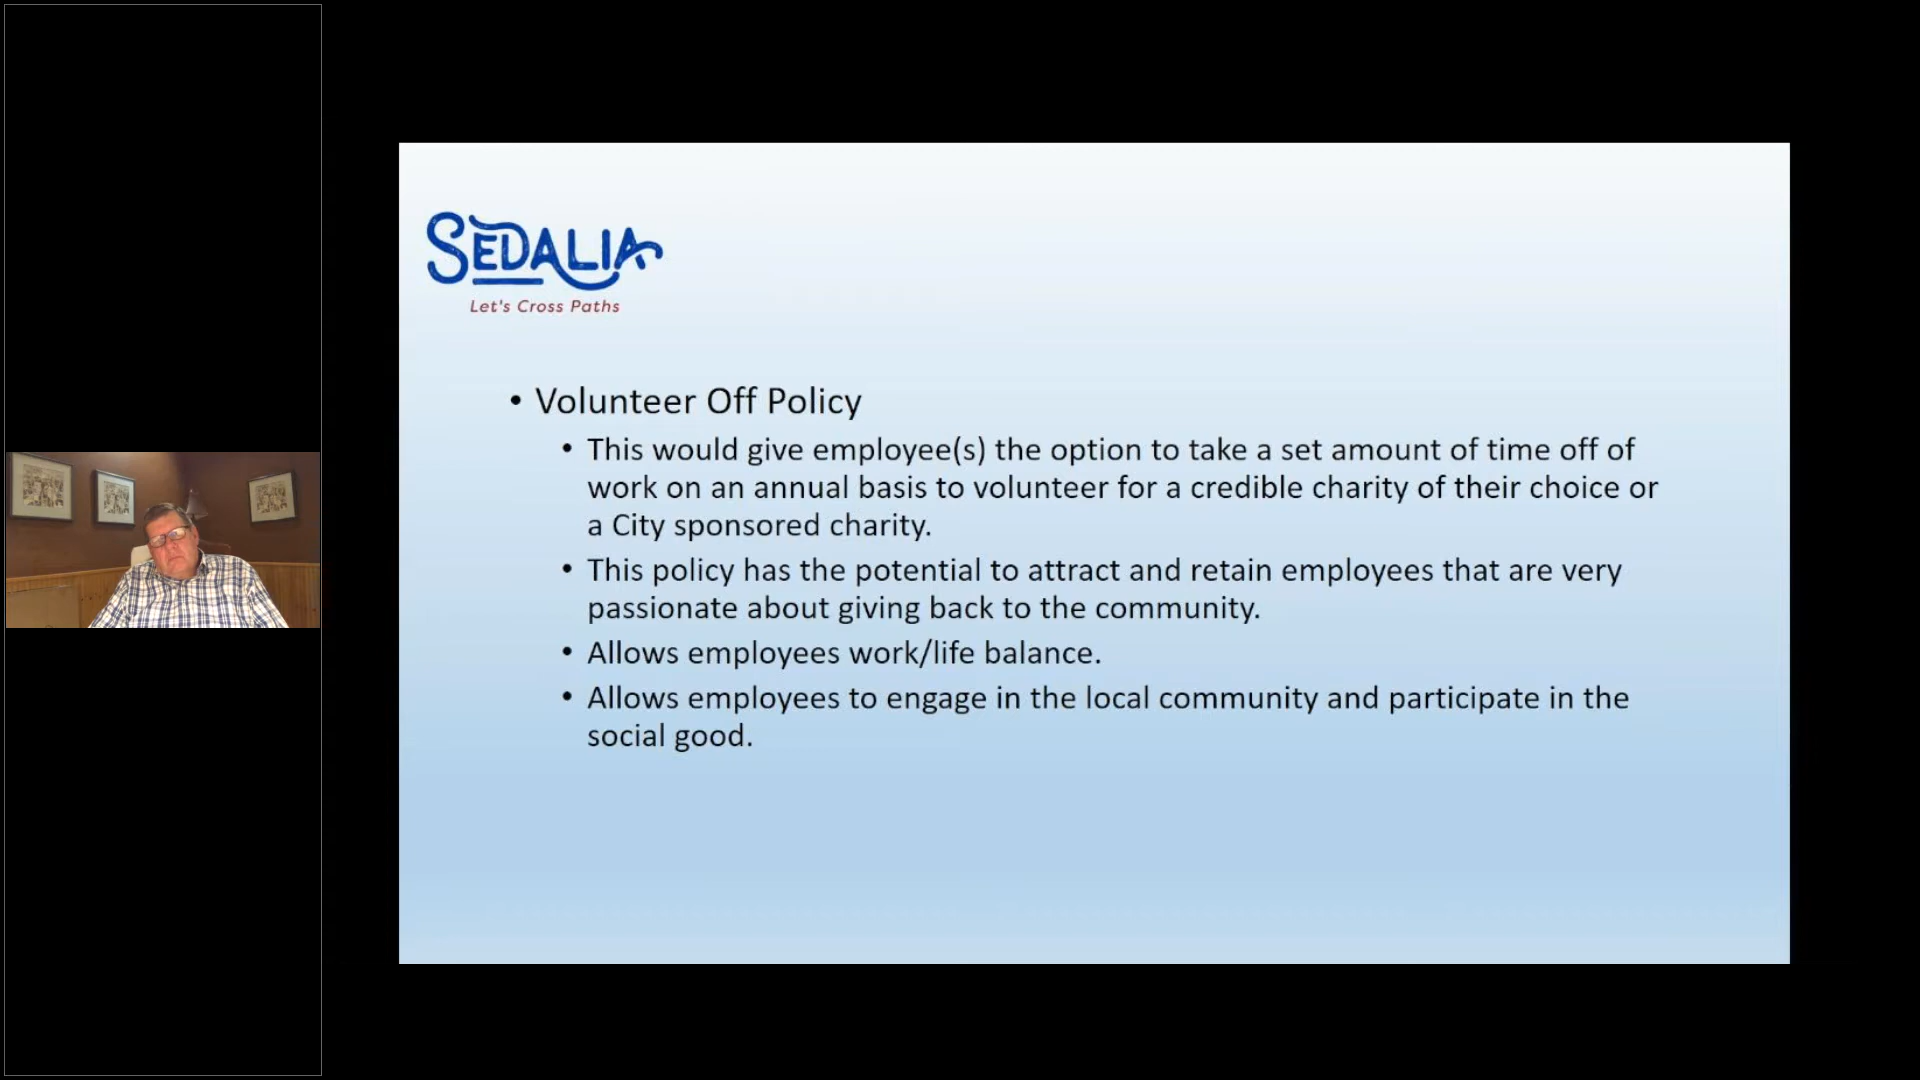 SEDALIA
Let's Cross Paths
• Volunteer Off Policy
• This would give employee(s) the option to take a set amount of time off of
work on an annual basis to volunteer for a credible charity of their choice or
a City sponsored charity.
• This policy has the potential to attract and retain employees that are very
passionate about giving back to the community.
• Allows employees work/life balance.
• Allows employees to engage in the local community and participate in the
social good.